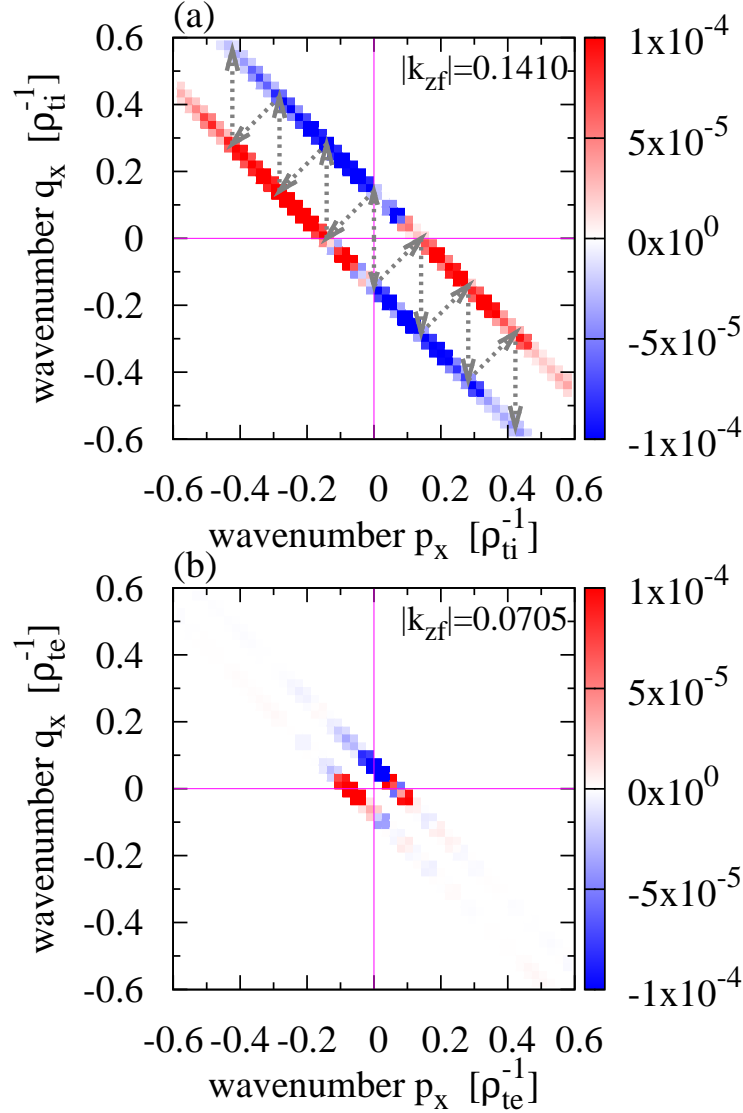 (a)
|k_zf|=0.1410
wavenumber q_x [ρ_ti^-1]
0.6
0.4
0.2
0
-0.2
-0.4
-0.6
-0.6 -0.4 -0.2 0 0.2 0.4 0.6
wavenumber p_x [ρ_ti^-1]
1x10^-4
5x10^-5
0x10^0
-5x10^-5
-1x10^-4
(b)
|k_zf|=0.0705
wavenumber q_x [ρ_te^-1]
0.6
0.4
0.2
0
-0.2
-0.4
-0.6
-0.6 -0.4 -0.2 0 0.2 0.4 0.6
wavenumber p_x [ρ_te^-1]
1x10^-4
5x10^-5
0x10^0
-5x10^-5
-1x10^-4